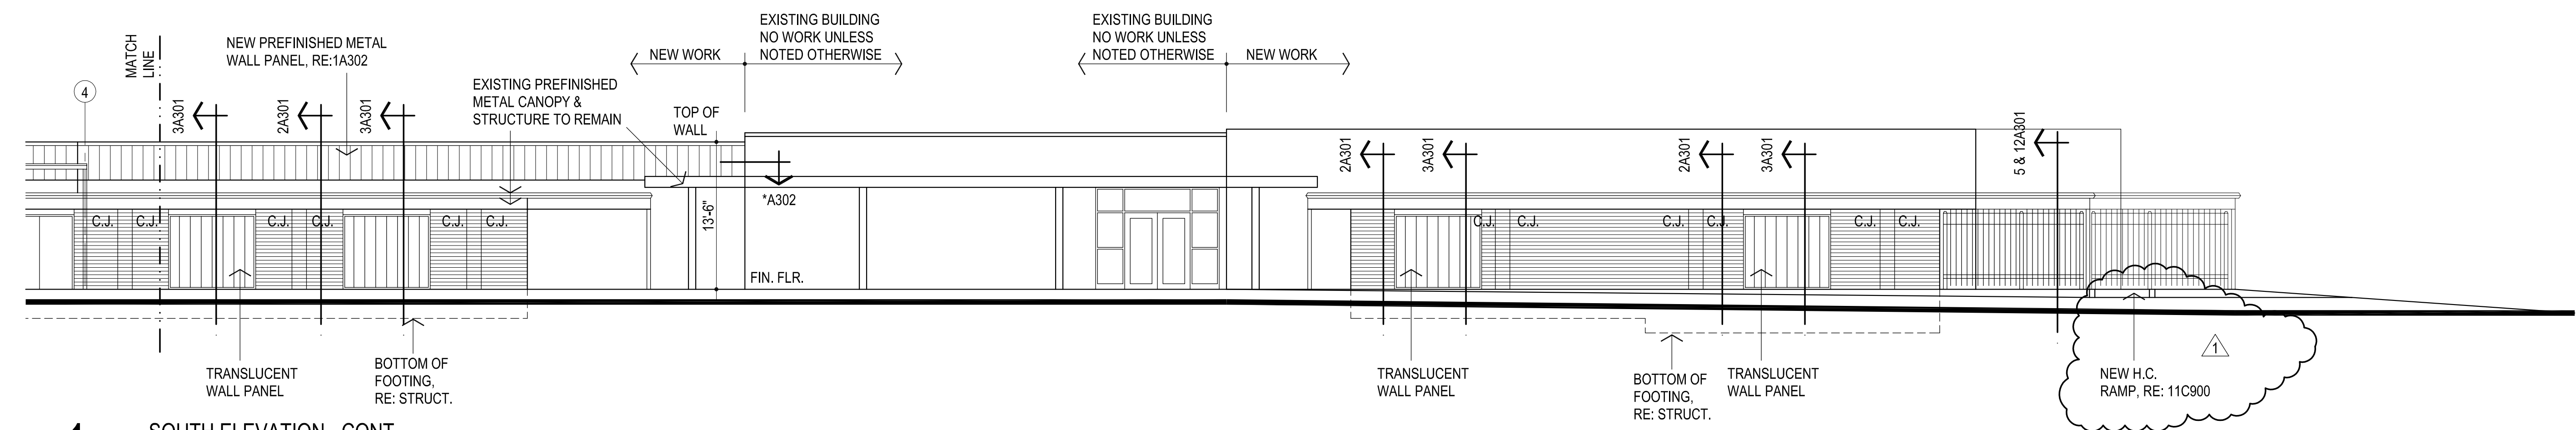 EXISTING BUILDING
NO WORK UNLESS
NOTED OTHERWISE
EXISTING BUILDING
NO WORK UNLESS
NOTED OTHERWISE
NEW WORK
NEW WORK
MATCH
LINE
NEW PREFINISHED METAL
WALL PANEL, RE:1A302
4
EXISTING PREFINISHED
METAL CANOPY &
STRUCTURE TO REMAIN
TOP OF
WALL
3A301
2A301
3A301
2A301
3A301
2A301
3A301
5 & 12A301
*A302
13'-6"
C.J.
C.J.
C.J.
C.J.
C.J.
C.J.
C.J.
C.J.
C.J.
C.J.
C.J.
C.J.
FIN. FLR.
TRANSLUCENT
WALL PANEL
BOTTOM OF
FOOTING,
RE: STRUCT.
TRANSLUCENT
WALL PANEL
BOTTOM OF
FOOTING,
RE: STRUCT.
TRANSLUCENT
WALL PANEL
1
NEW H.C.
RAMP, RE: 11C900
SOUTH ELEVATION - CONT.